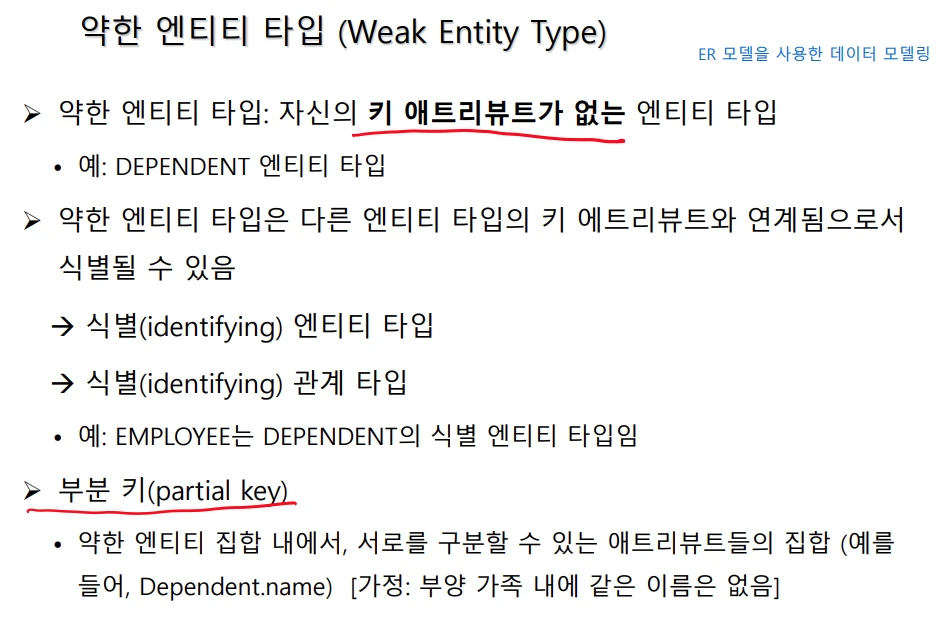 약한 엔티티 타입 (Weak Entity Type)
ER 모델을 사용한 데이터 모델링
➢ 약한 엔티티 타입: 자신의 키 애트리뷰트가 없는 엔티티 타입
• 예: DEPENDENT 엔티티 타입
➢ 약한 엔티티 타입은 다른 엔티티 타입의 키 에트리뷰트와 연계됨으로서
식별될 수 있음
→ 식별(identifying) 엔티티 타입
→ 식별(identifying) 관계 타입
• 예: EMPLOYEE는 DEPENDENT의 식별 엔티티 타입임
➢ 부분 키(partial key)
• 약한 엔티티 집합 내에서, 서로를 구분할 수 있는 애트리뷰트들의 집합 (예를
들어, Dependent.name) [가정: 부양 가족 내에 같은 이름은 없음]